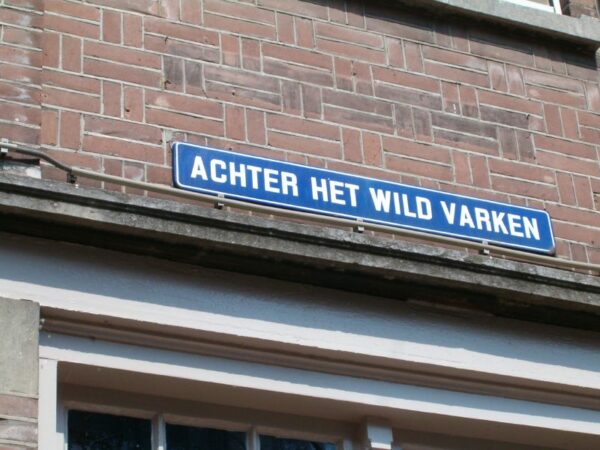 ACHTER HET WILD VARKEN